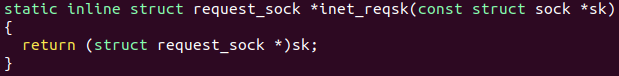 static inline struct request_sock *inet_reqsk(const struct sock *sk)
{
  return (struct request_sock *)sk;
}